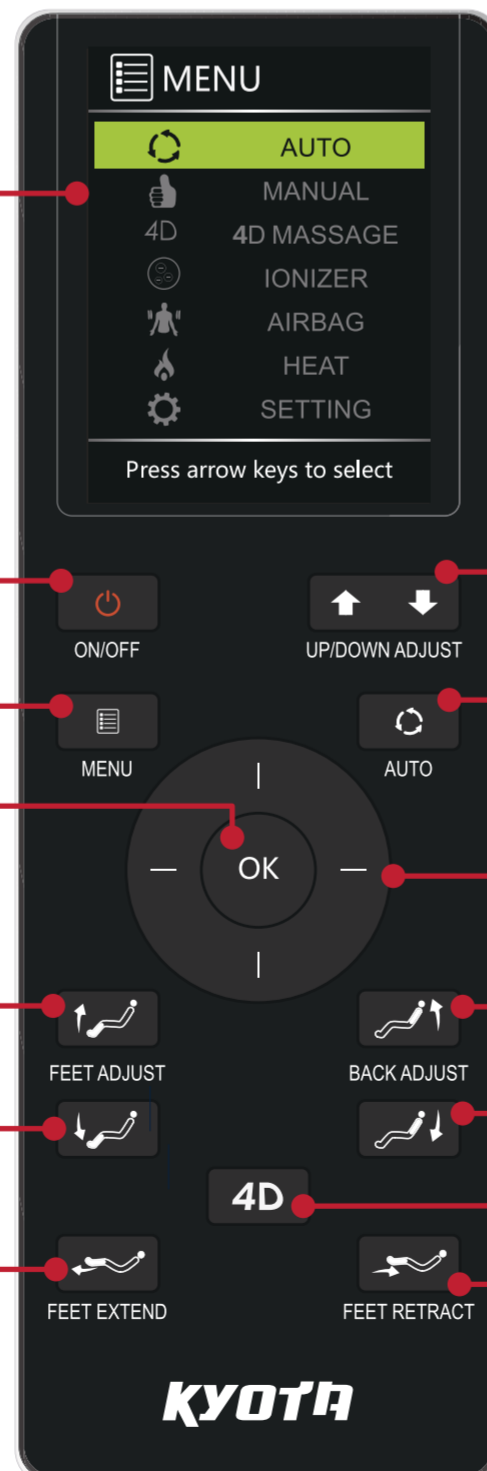 MENU
AUTO
MANUAL
4D 4D MASSAGE
IONIZER
AIRBAG
HEAT
SETTING
Press arrow keys to select
ON/OFF
UP/DOWN ADJUST
MENU
AUTO
OK
FEET ADJUST
BACK ADJUST
4D
FEET EXTEND
FEET RETRACT
KYOTA